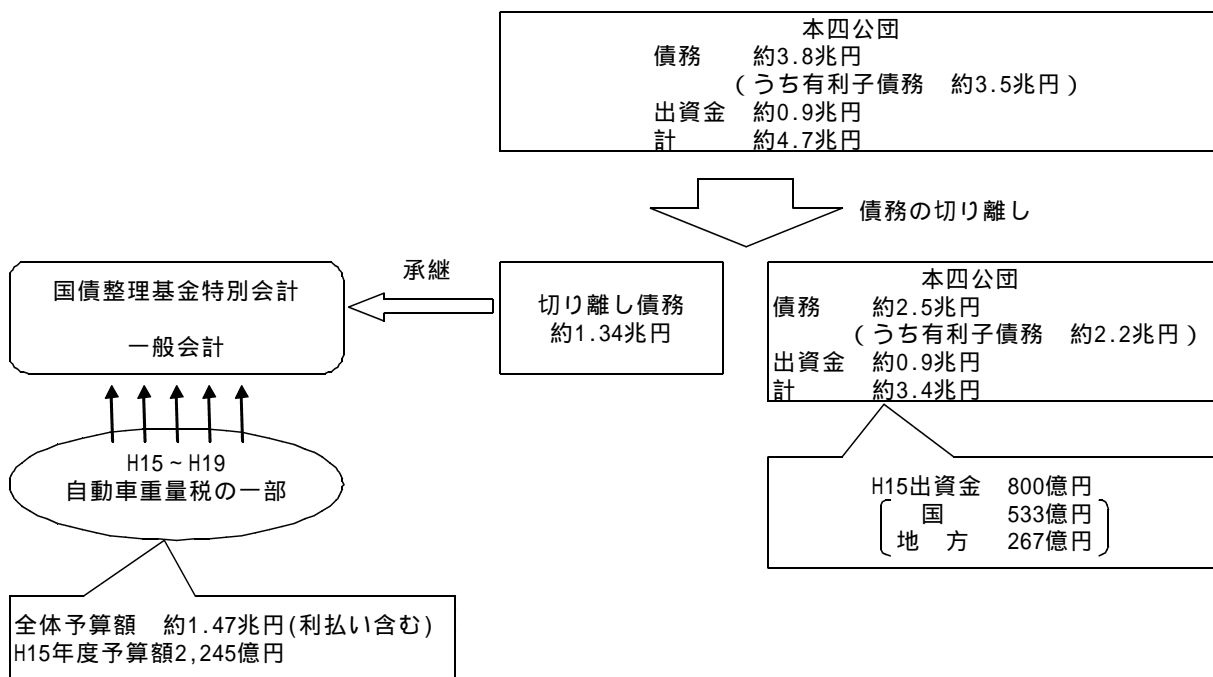 本四公団
債務　　約3.8兆円
（うち有利子債務　約3.5兆円）
出資金　約0.9兆円
計　　　約4.7兆円
債務の切り離し
承継
国債整理基金特別会計
一般会計
切り離し債務
約1.34兆円
本四公団
債務　　約2.5兆円
（うち有利子債務　約2.2兆円）
出資金　約0.9兆円
計　　　約3.4兆円
H15～H19
自動車重量税の一部
H15出資金　800億円
国　　533億円
地　方　　267億円
全体予算額　約1.47兆円(利払い含む)
H15年度予算額2,245億円